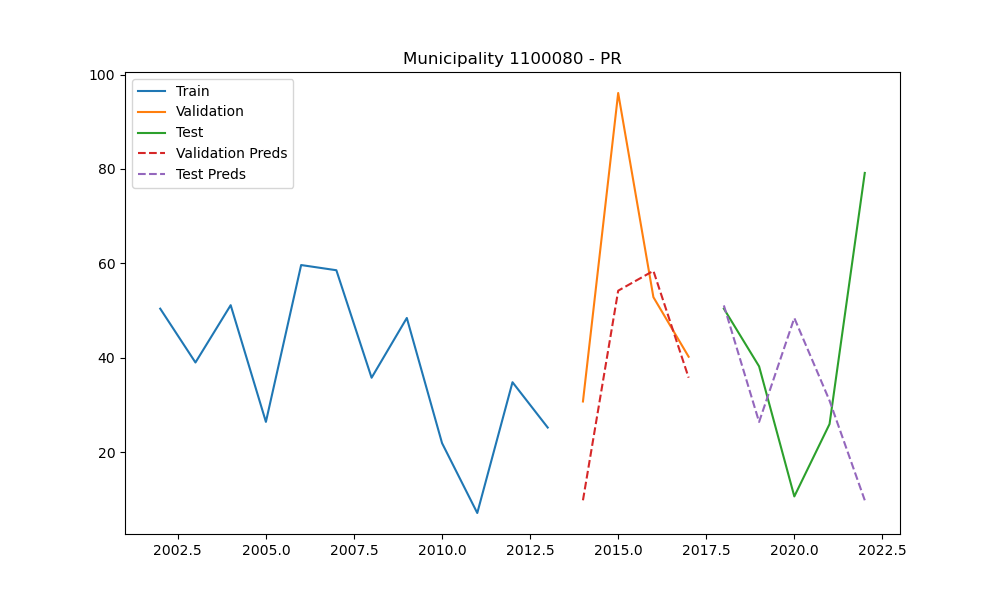 Municipality 1100080 - PR
100
80
60
40
20
Train
Validation
Test
Validation Preds
Test Preds
2002.5 2005.0 2007.5 2010.0 2012.5 2015.0 2017.5 2020.0 2022.5